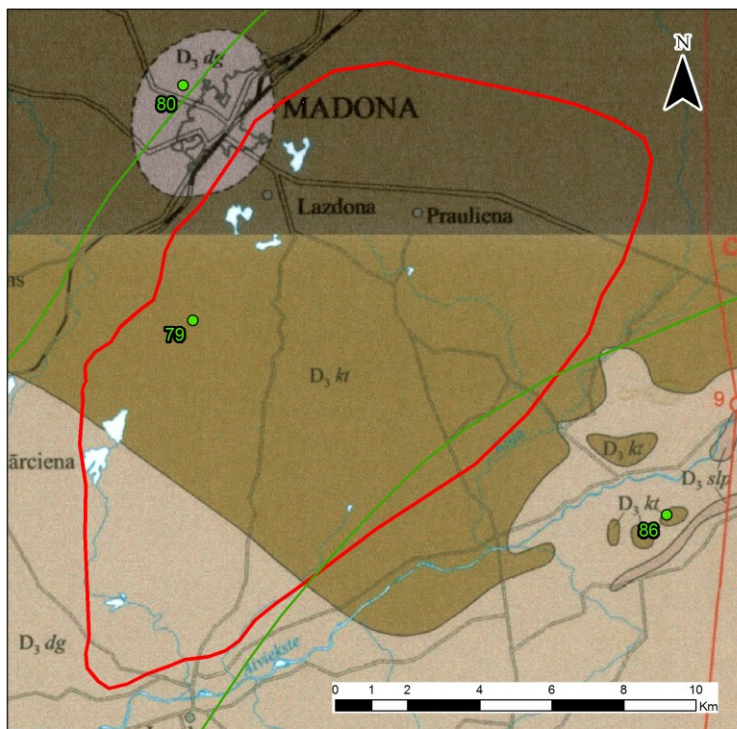 D₃ dg
N
80
MADONA
Lazdona
Prauliena
79
D₃ kt
9
ārciena
D₃ kt
D₃ slp
D₃ kt
86
D₃ dg
Aiviekste
0 1 2 4 6 8 10
Km